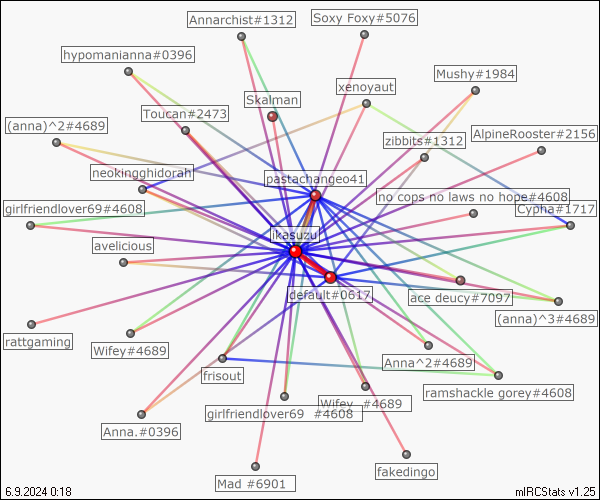 Annarchist#1312
Soxy Foxy#5076
hypomanianna#0396
xenoyaut
Mushy#1984
Skalman
Toucan#2473
(anna)^2#4689
zibbits#1312
AlpineRooster#2156
neokingghidorah
pastachangeo41
no cops no laws no hope#4608
girlfriendlover69#4608
Cypha#1717
ikasuzu
avelicious
default#0617
ace deucy#7097
(anna)^3#4689
rattgaming
Wifey#4689
Anna^2#4689
frisout
ramshackle gorey#4608
Wifey_#4689
girlfriendlover69 #4608
Anna.#0396
Mad #6901
fakedingo
6.9.2024 0:18
mIRCStats v1.25